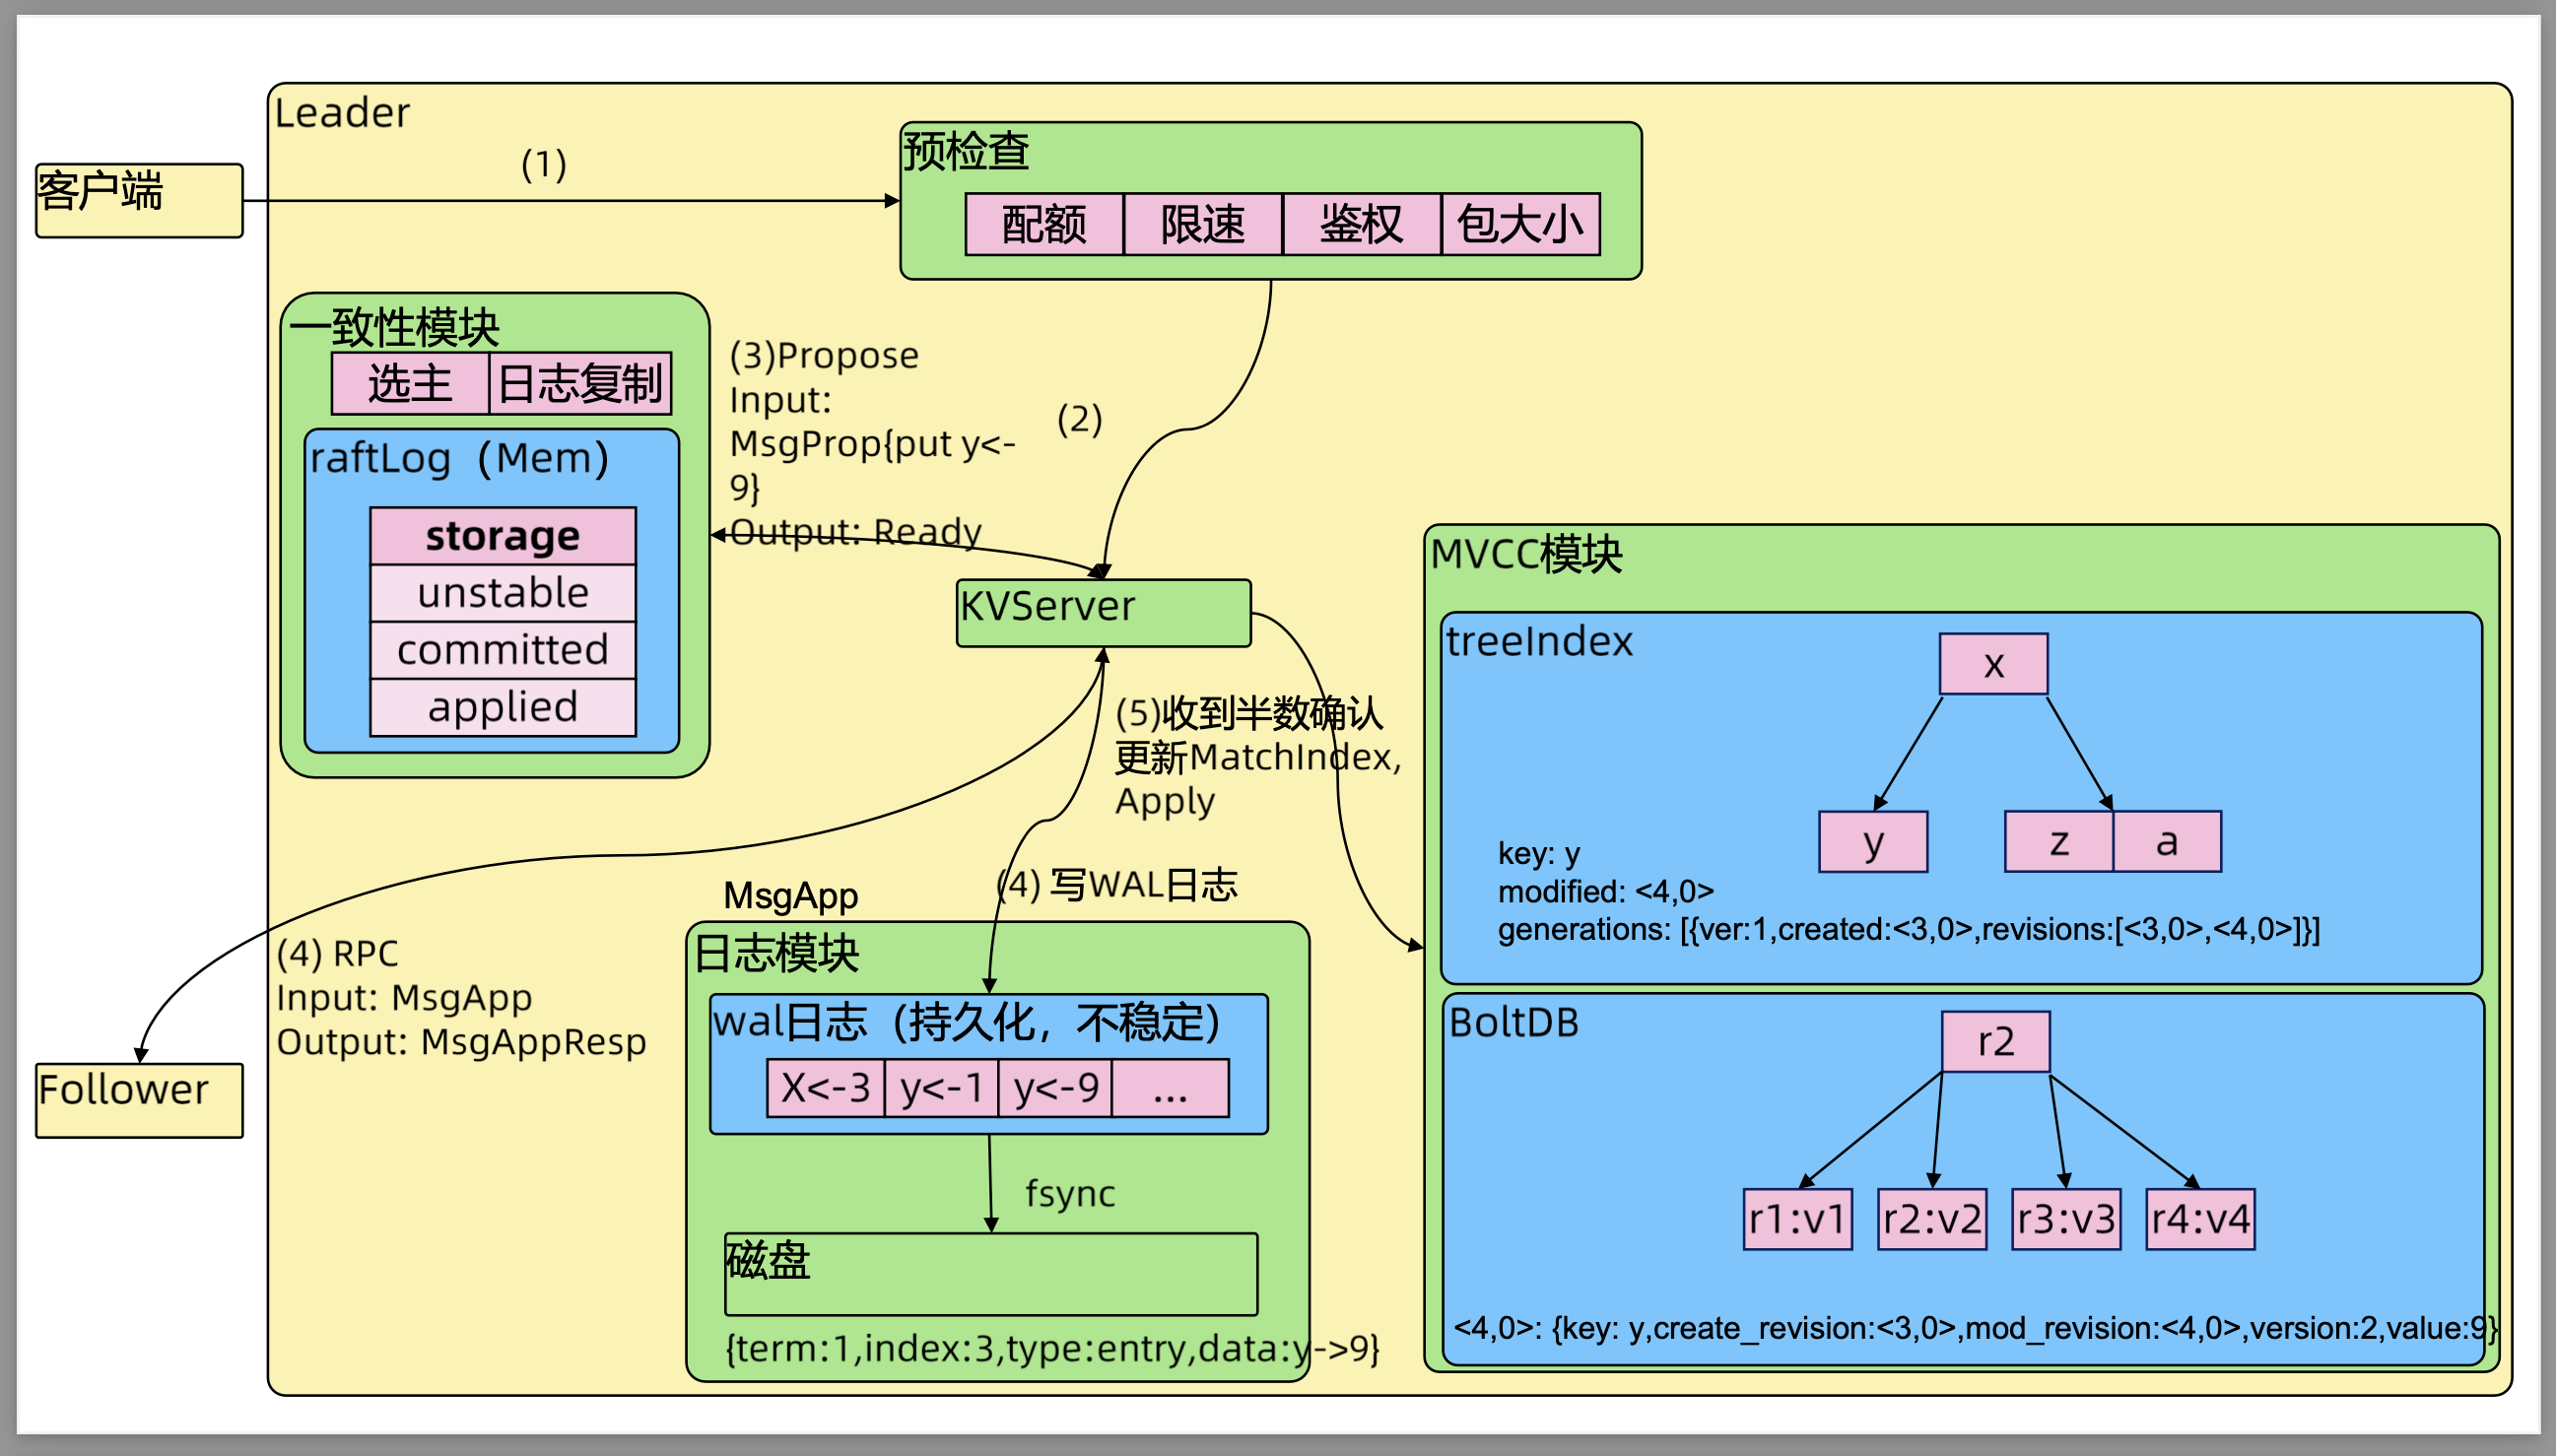 Leader
(1)
客户端
预检查
配额 限速 鉴权 包大小
一致性模块
选主 日志复制
raftLog（Mem）
storage
unstable
committed
applied
(3)Propose
Input:
MsgProp{put y<-
9}
Output: Ready
(2)
KVServer
(5)收到半数确认
更新MatchIndex,
Apply
(4) 写WAL日志
MsgApp
(4) RPC
Input: MsgApp
Output: MsgAppResp
Follower
日志模块
wal日志（持久化，不稳定）
X<-3 y<-1 y<-9 ...
fsync
磁盘
{term:1,index:3,type:entry,data:y->9}
MVCC模块
treeIndex
x
y z a
key: y
modified: <4,0>
generations: [{ver:1,created:<3,0>,revisions:[<3,0>,<4,0>]}]
BoltDB
r2
r1:v1 r2:v2 r3:v3 r4:v4
<4,0>: {key: y,create_revision:<3,0>,mod_revision:<4,0>,version:2,value:9}